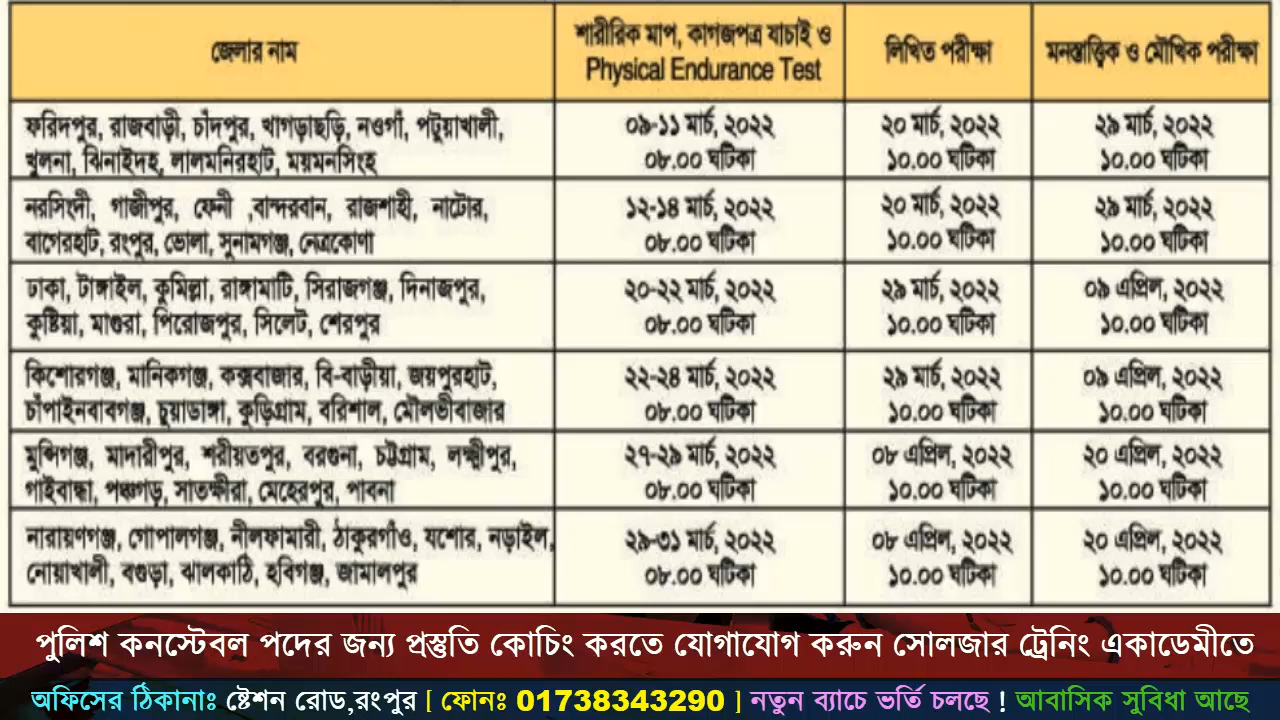 জেলার নাম
শারীরিক মাপ, কাগজপত্র যাচাই ও
Physical Endurance Test
লিখিত পরীক্ষা
মনস্তাত্ত্বিক ও মৌখিক পরীক্ষা
ফরিদপুর, রাজবাড়ী, চাঁদপুর, খাগড়াছড়ি, নওগাঁ, পটুয়াখালী,
খুলনা, ঝিনাইদহ, লালমনিরহাট, ময়মনসিংহ
০৯-১১ মার্চ, ২০২২
০৮.০০ ঘটিকা
২০ মার্চ, ২০২২
১০.০০ ঘটিকা
২৯ মার্চ, ২০২২
১০.০০ ঘটিকা
নরসিংদী, গাজীপুর, ফেনী ,বান্দরবান, রাজশাহী, নাটোর,
বাগেরহাট, রংপুর, ভোলা, সুনামগঞ্জ, নেত্রকোণা
১২-১৪ মার্চ, ২০২২
০৮.০০ ঘটিকা
২০ মার্চ, ২০২২
১০.০০ ঘটিকা
২৯ মার্চ, ২০২২
১০.০০ ঘটিকা
ঢাকা, টাঙ্গাইল, কুমিল্লা, রাঙ্গামাটি, সিরাজগঞ্জ, দিনাজপুর,
কুষ্টিয়া, মাগুরা, পিরোজপুর, সিলেট, শেরপুর
২০-২২ মার্চ, ২০২২
০৮.০০ ঘটিকা
২৯ মার্চ, ২০২২
১০.০০ ঘটিকা
০৯ এপ্রিল, ২০২২
১০.০০ ঘটিকা
কিশোরগঞ্জ, মানিকগঞ্জ, কক্সবাজার, বি-বাড়ীয়া, জয়পুরহাট,
চাঁপাইনবাবগঞ্জ, চুয়াডাঙ্গা, কুড়িগ্রাম, বরিশাল, মৌলভীবাজার
২২-২৪ মার্চ, ২০২২
০৮.০০ ঘটিকা
২৯ মার্চ, ২০২২
১০.০০ ঘটিকা
০৯ এপ্রিল, ২০২২
১০.০০ ঘটিকা
মুন্সিগঞ্জ, মাদারীপুর, শরীয়তপুর, বরগুনা, চট্টগ্রাম, লক্ষ্মীপুর,
গাইবান্ধা, পঞ্চগড়, সাতক্ষীরা, মেহেরপুর, পাবনা
২৭-২৯ মার্চ, ২০২২
০৮.০০ ঘটিকা
০৮ এপ্রিল, ২০২২
১০.০০ ঘটিকা
২০ এপ্রিল, ২০২২
১০.০০ ঘটিকা
নারায়ণগঞ্জ, গোপালগঞ্জ, নীলফামারী, ঠাকুরগাঁও, যশোর, নড়াইল,
নোয়াখালী, বগুড়া, ঝালকাঠি, হবিগঞ্জ, জামালপুর
২৯-৩১ মার্চ, ২০২২
০৮.০০ ঘটিকা
০৮ এপ্রিল, ২০২২
১০.০০ ঘটিকা
২০ এপ্রিল, ২০২২
১০.০০ ঘটিকা
পুলিশ কনস্টেবল পদের জন্য প্রস্তুতি কোচিং করতে যোগাযোগ করুন সোলজার ট্রেনিং একাডেমীতে
অফিসের ঠিকানাঃ ষ্টেশন রোড,রংপুর [ ফোনঃ 01738343290 ] নতুন ব্যাচে ভর্তি চলছে ! আবাসিক সুবিধা আছে